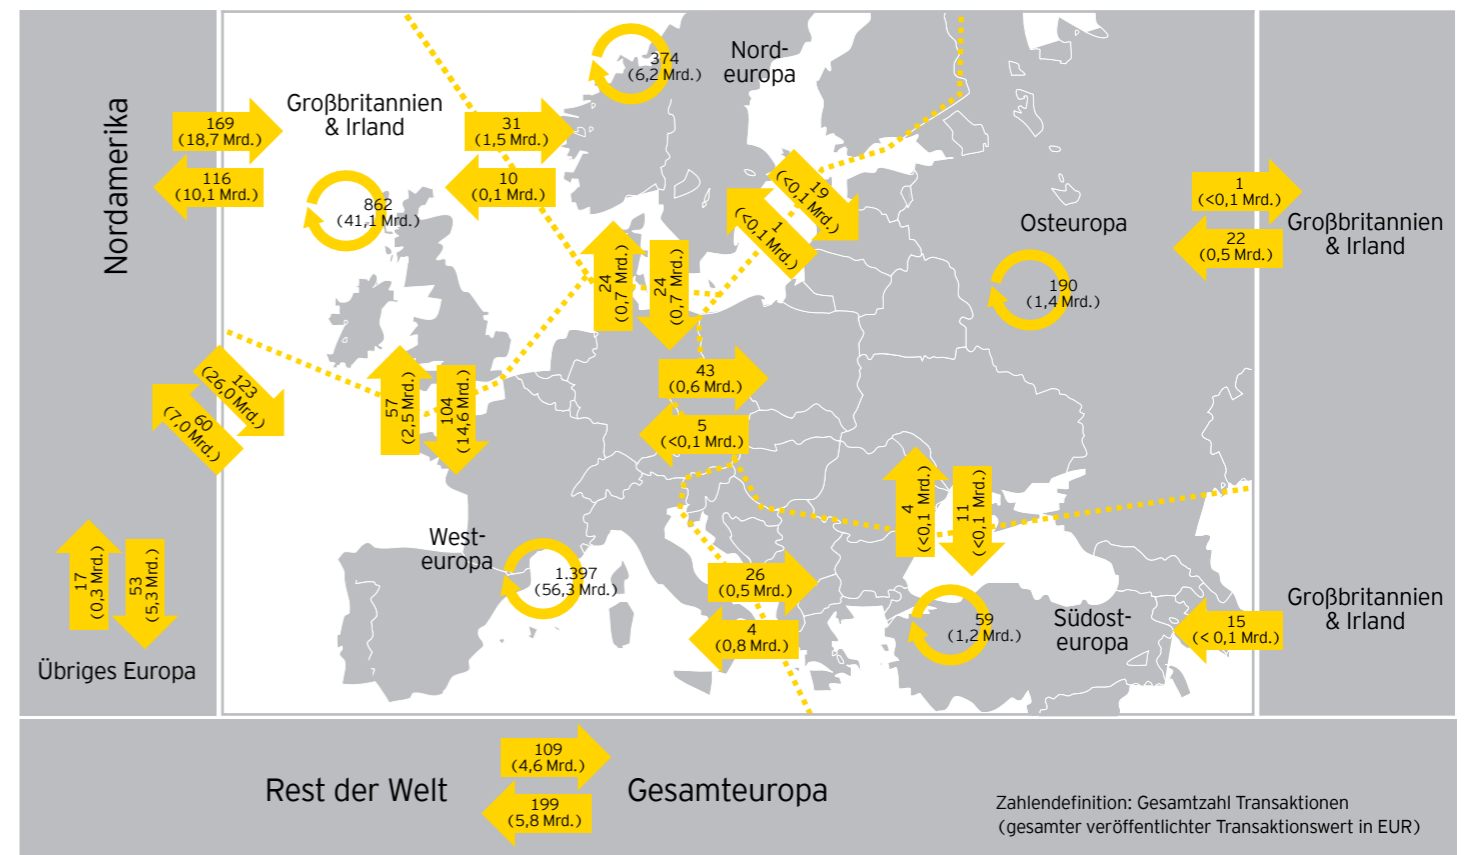 Nordamerika
169
(18,7 Mrd.)
116
(10,1 Mrd.)
Großbritannien
& Irland
862
(41,1 Mrd.)
31
(1,5 Mrd.)
10
(0,1 Mrd.)
374
(6,2 Mrd.)
Nord-
europa
19
(<0,1 Mrd.)
1
(<0,1 Mrd.)
24
(0,7 Mrd.)
24
(0,7 Mrd.)
Osteuropa
190
(1,4 Mrd.)
1
(<0,1 Mrd.)
22
(0,5 Mrd.)
Großbritannien
& Irland
123
(26,0 Mrd.)
60
(7,0 Mrd.)
57
(2,5 Mrd.)
104
(14,6 Mrd.)
43
(0,6 Mrd.)
5
(<0,1 Mrd.)
4
(<0,1 Mrd.)
11
(<0,1 Mrd.)
West-
europa
1.397
(56,3 Mrd.)
26
(0,5 Mrd.)
4
(0,8 Mrd.)
59
(1,2 Mrd.)
Südost-
europa
15
(< 0,1 Mrd.)
Großbritannien
& Irland
17
(0,3 Mrd.)
53
(5,3 Mrd.)
Übriges Europa
Rest der Welt
109
(4,6 Mrd.)
199
(5,8 Mrd.)
Gesamteuropa
Zahlendefinition: Gesamtzahl Transaktionen
(gesamter veröffentlichter Transaktionswert in EUR)